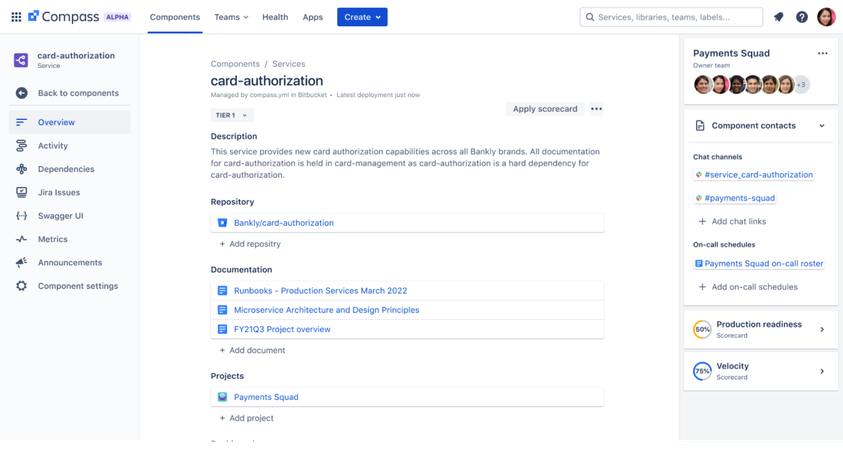 Compass ALPHA Components Teams Health Apps Create Services, libraries, teams, labels...
card-authorization
Service
Back to components
Overview
Activity
Dependencies
Jira Issues
Swagger UI
Metrics
Announcements
Component settings
Components / Services
card-authorization
Managed by compass.yml in Bitbucket • Latest deployment just now
Apply scorecard
TIER 1
Description
This service provides new card authorization capabilities across all Bankly brands. All documentation
for card-authorization is held in card-management as card-authorization is a hard dependency for
card-authorization.
Repository
Bankly/card-authorization
+ Add repositry
Documentation
Runbooks - Production Services March 2022
Microservice Architecture and Design Principles
FY21Q3 Project overview
+ Add document
Projects
Payments Squad
+ Add project
Payments Squad
Owner team
+3
Component contacts
Chat channels
#service_card-authorization
#payments-squad
+ Add chat links
On-call schedules
Payments Squad on-call roster
+ Add on-call schedules
50%
Production readiness
Scorecard
75%
Velocity
Scorecard